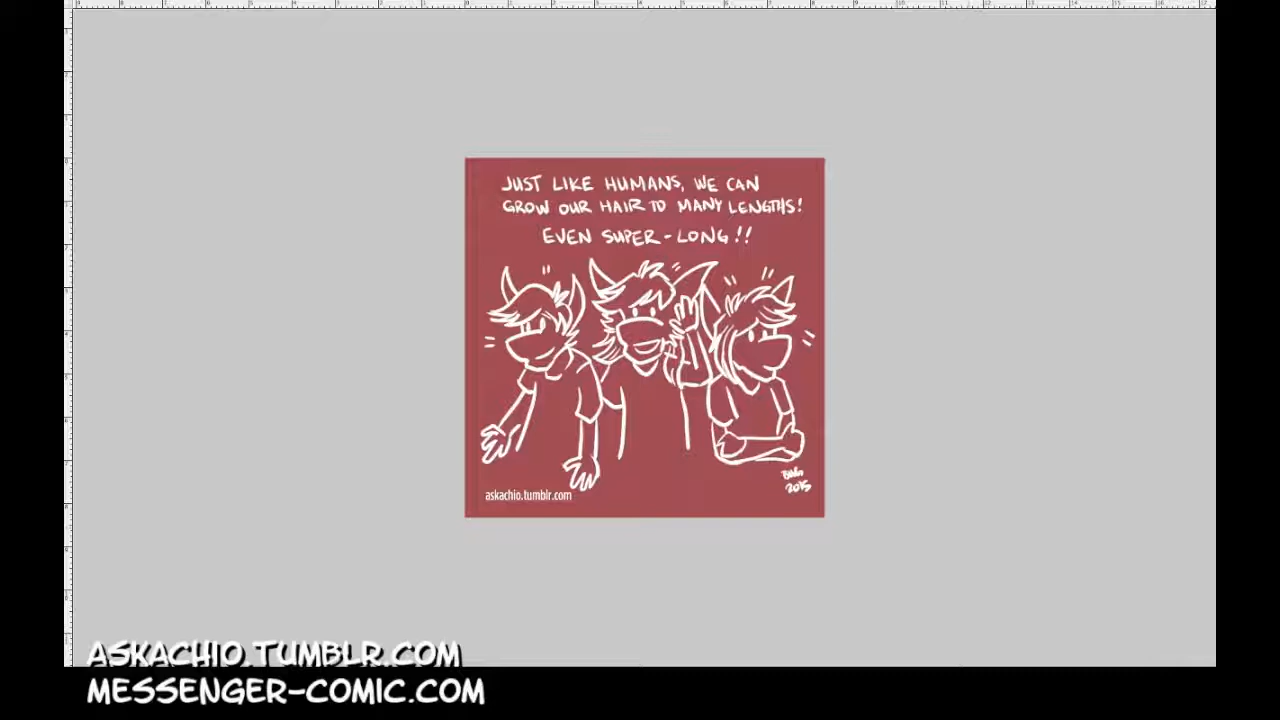 JUST LIKE HUMANS, WE CAN
GROW OUR HAIR TO MANY LENGTHS!
EVEN SUPER-LONG!!
2015
askachio.tumblr.com
ASKACHIO.TUMBLR.COM
MESSENGER-COMIC.COM